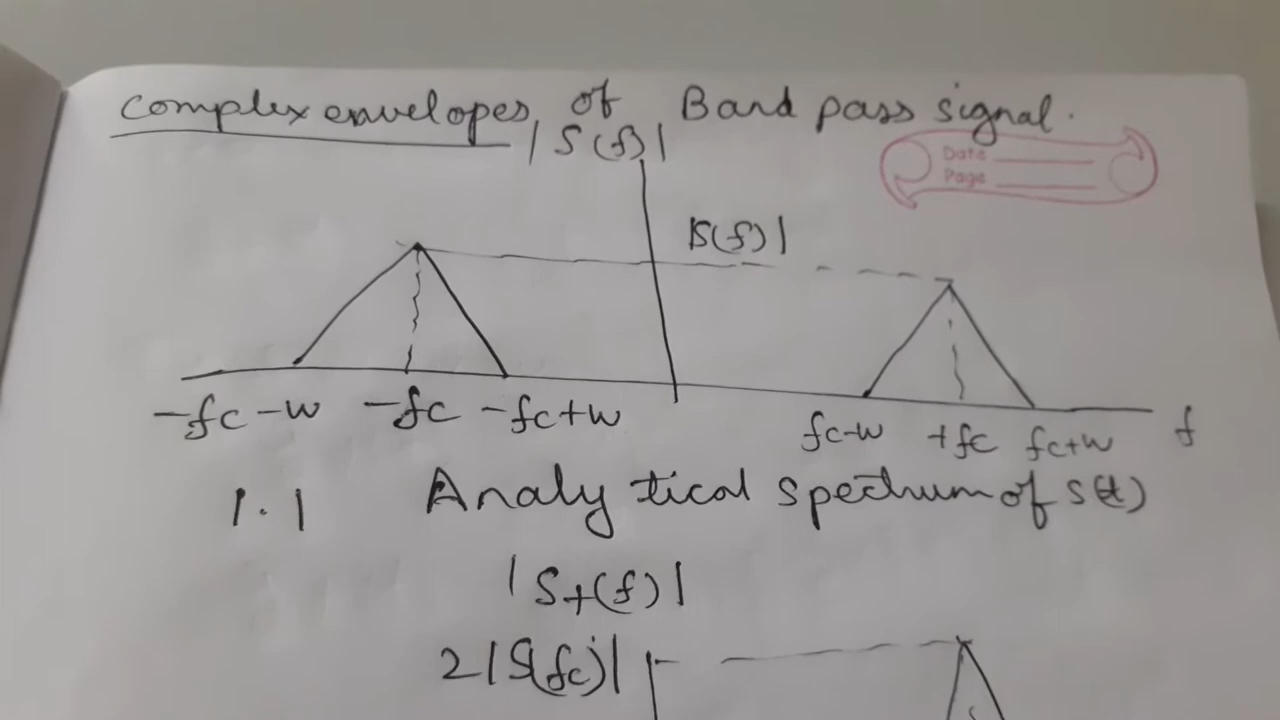 complex envelopes of Band pass signal.
|S(f)|
Date
Page
|S(f)|
-fc-w -fc -fc+w fc-w +fc fc+w f
1.1 Analytical spectrum of s(t)
|S+(f)|
2|S(fc)|